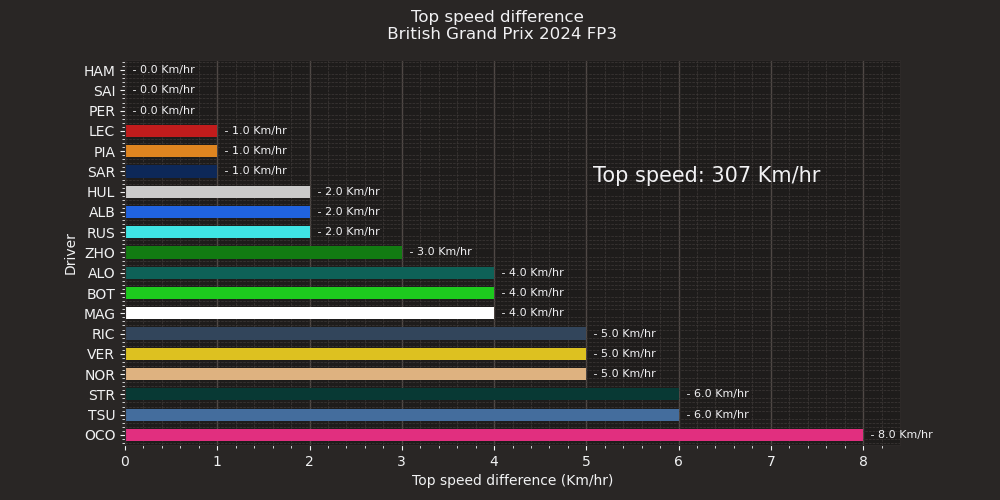 Top speed difference
British Grand Prix 2024 FP3
HAM - 0.0 Km/hr
SAI - 0.0 Km/hr
PER - 0.0 Km/hr
LEC - 1.0 Km/hr
PIA - 1.0 Km/hr
SAR - 1.0 Km/hr
Top speed: 307 Km/hr
HUL - 2.0 Km/hr
ALB - 2.0 Km/hr
RUS - 2.0 Km/hr
ZHO - 3.0 Km/hr
Driver
ALO - 4.0 Km/hr
BOT - 4.0 Km/hr
MAG - 4.0 Km/hr
RIC - 5.0 Km/hr
VER - 5.0 Km/hr
NOR - 5.0 Km/hr
STR - 6.0 Km/hr
TSU - 6.0 Km/hr
OCO - 8.0 Km/hr
0 1 2 3 4 5 6 7 8
Top speed difference (Km/hr)